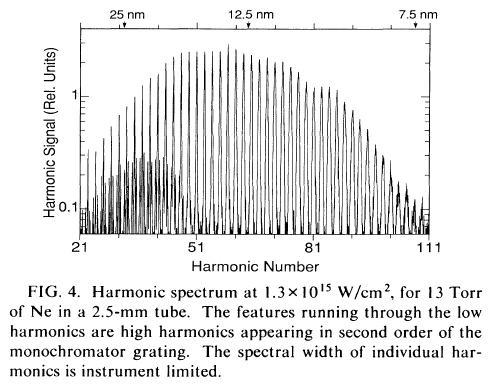 25 nm 12.5 nm 7.5 nm
Harmonic Signal (Rel. Units)
1
0.1
21 51 81 111
Harmonic Number
FIG. 4. Harmonic spectrum at 1.3×10¹⁵ W/cm², for 13 Torr
of Ne in a 2.5-mm tube. The features running through the low
harmonics are high harmonics appearing in second order of the
monochromator grating. The spectral width of individual har-
monics is instrument limited.